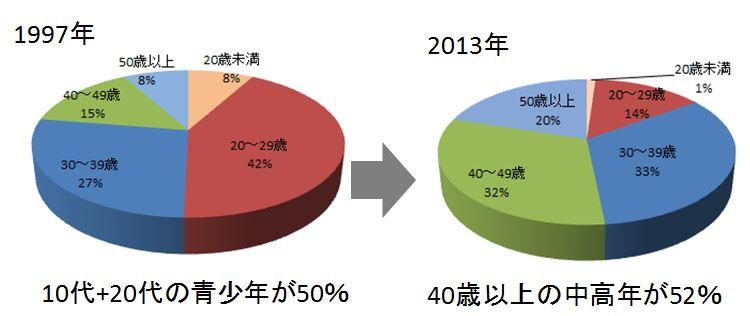 1997年
50歳以上
8%
20歳未満
8%
40～49歳
15%
20～29歳
42%
30～39歳
27%
10代+20代の青少年が50%
2013年
20歳未満
1%
50歳以上
20%
20～29歳
14%
30～39歳
33%
40～49歳
32%
40歳以上の中高年が52%